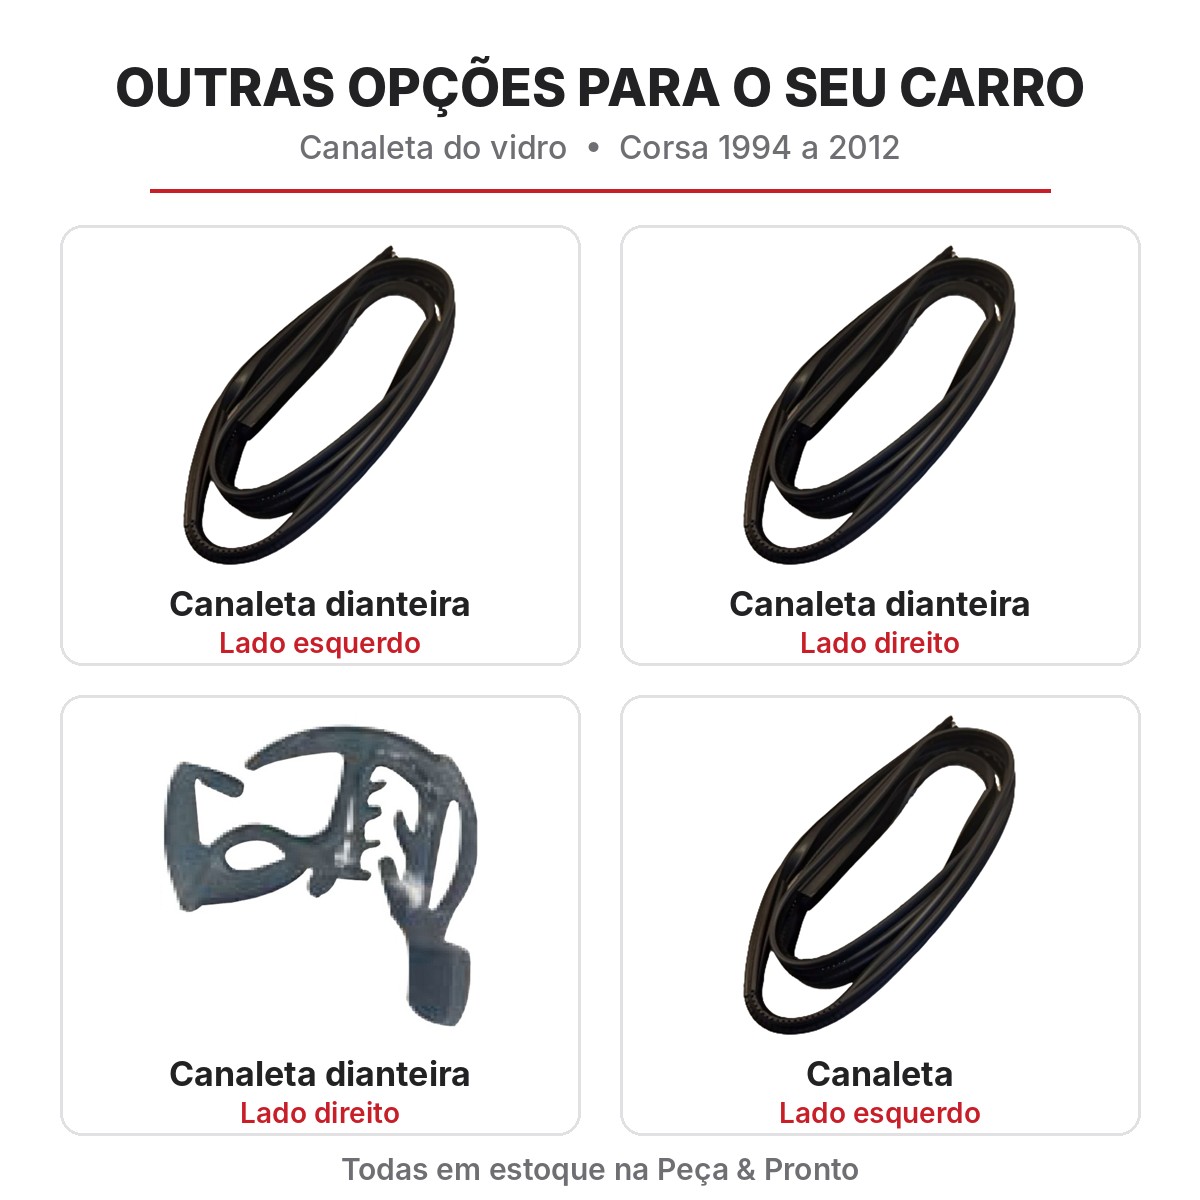 OUTRAS OPÇÕES PARA O SEU CARRO
Canaleta do vidro • Corsa 1994 a 2012
Canaleta dianteira
Lado esquerdo
Canaleta dianteira
Lado direito
Canaleta dianteira
Lado direito
Canaleta
Lado esquerdo
Todas em estoque na Peça & Pronto